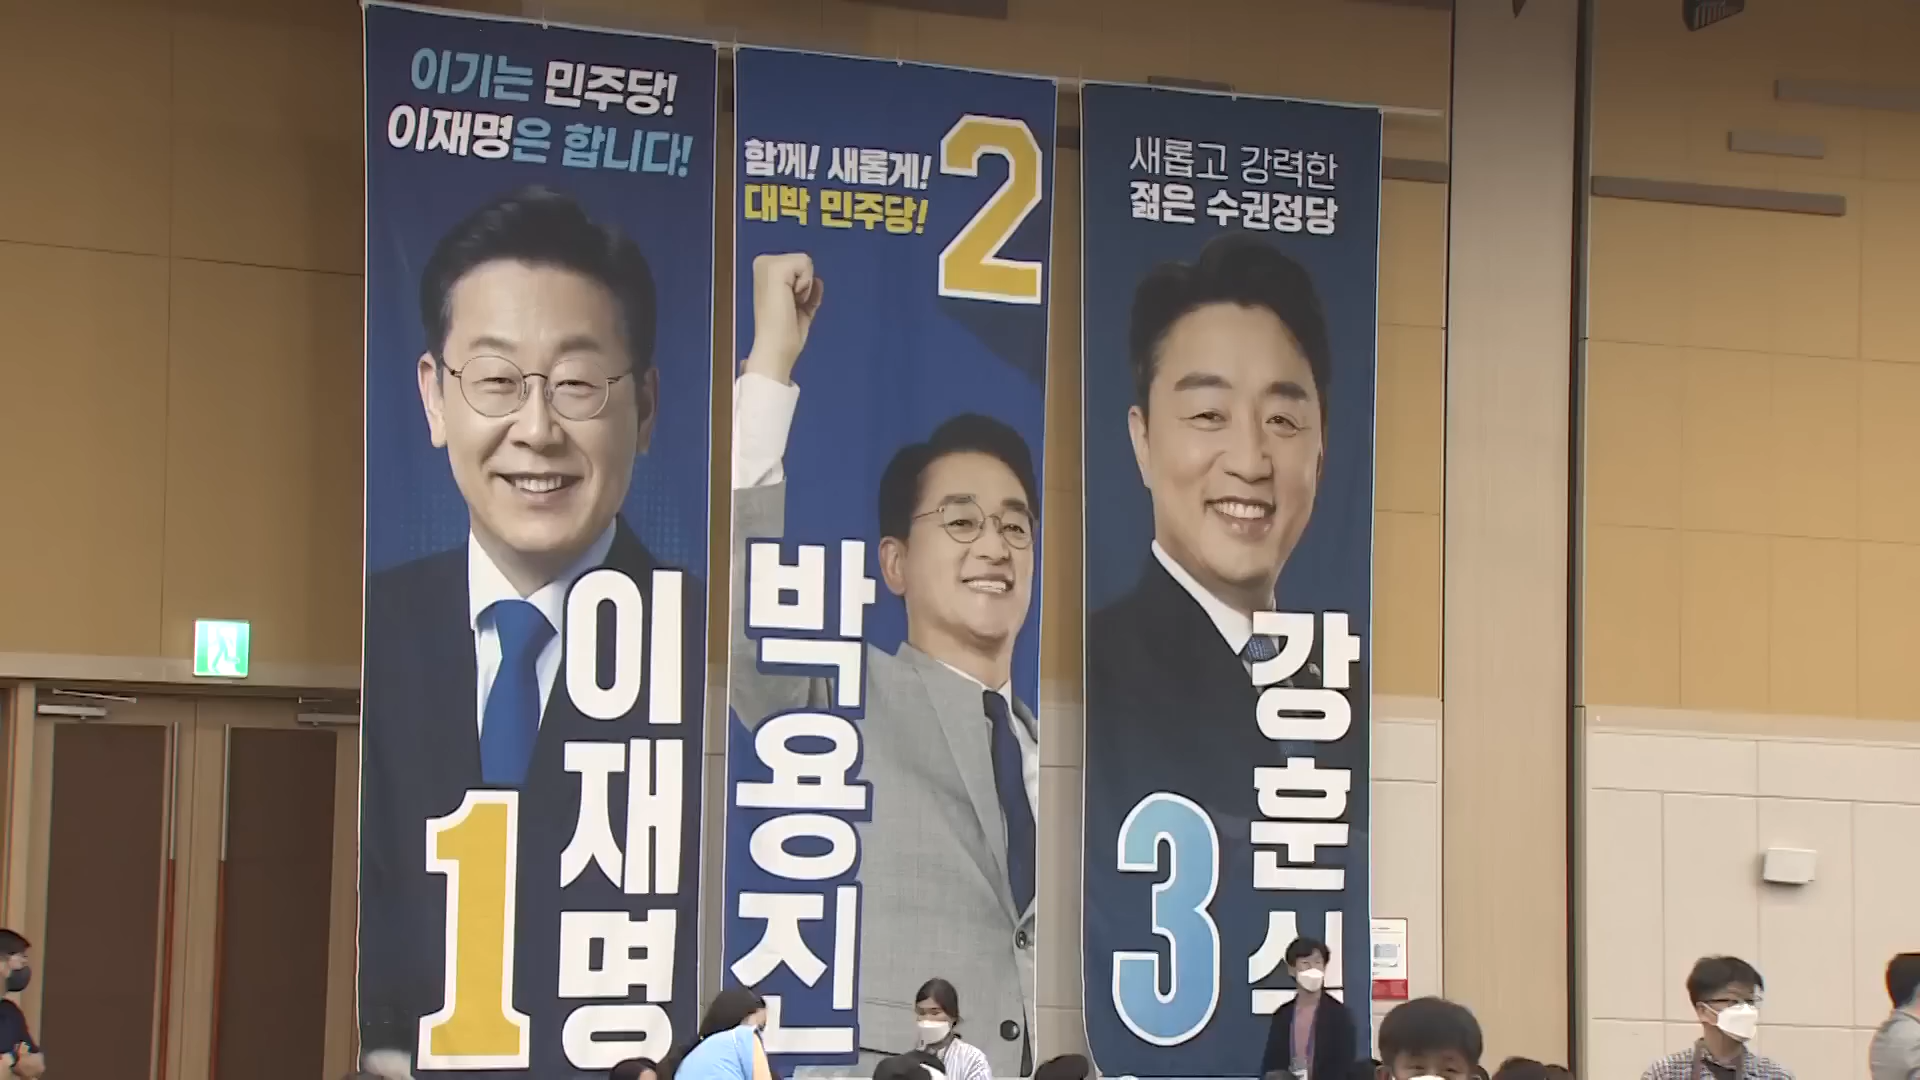 이기는 민주당!
이재명은 합니다!
1
이재명
함께! 새롭게!
대박 민주당!
2
박용진
새롭고 강력한
젊은 수권정당
3
강훈식